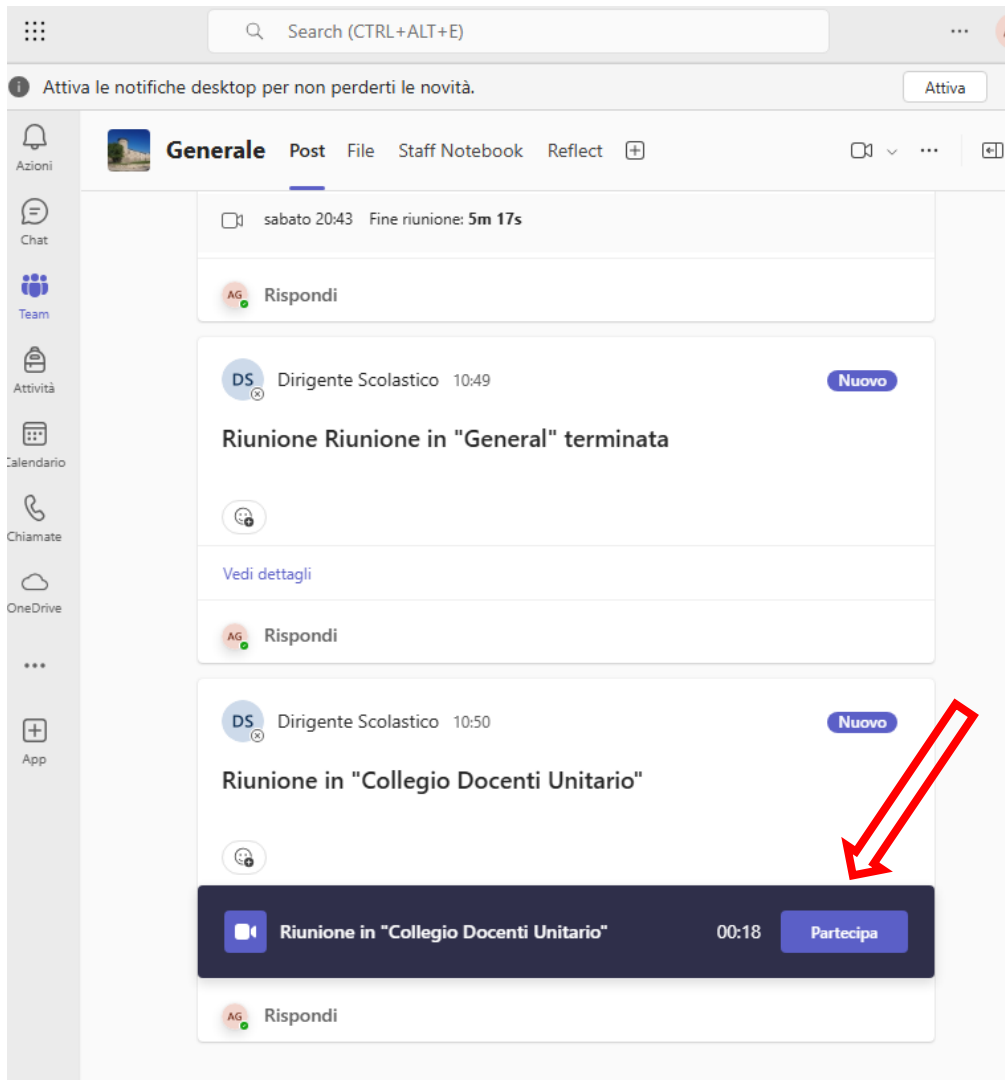 Search (CTRL+ALT+E)
Attiva le notifiche desktop per non perderti le novità.
Attiva
Azioni
Chat
Team
Attività
Calendario
Chiamate
OneDrive
App
Generale Post File Staff Notebook Reflect
sabato 20:43 Fine riunione: 5m 17s
AG Rispondi
DS Dirigente Scolastico 10:49 Nuovo
Riunione Riunione in "General" terminata
Vedi dettagli
AG Rispondi
DS Dirigente Scolastico 10:50 Nuovo
Riunione in "Collegio Docenti Unitario"
Riunione in "Collegio Docenti Unitario" 00:18 Partecipa
AG Rispondi